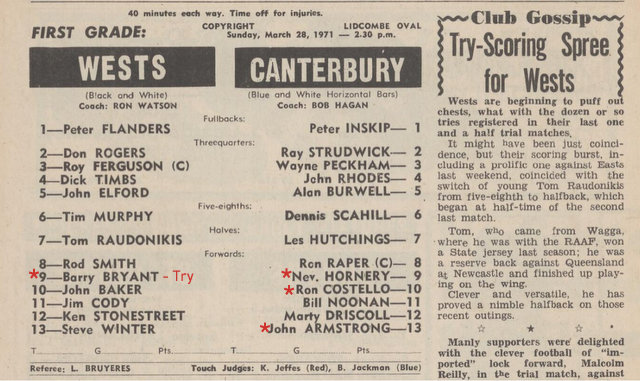 40 minutes each way. Time off for injuries.
FIRST GRADE:
COPYRIGHT
Sunday, March 28, 1971 — 2.30 p.m.
LIDCOMBE OVAL
WESTS
(Black and White)
Coach: RON WATSON
CANTERBURY
(Blue and White Horizontal Bars)
Coach: BOB HAGAN
Fullbacks:
1—Peter FLANDERS
Peter INSKIP— 1
Threequarters:
2—Don ROGERS
Ray STRUDWICK— 2
3—Roy FERGUSON (C)
Wayne PECKHAM— 3
4—Dick TIMBS
John RHODES— 4
5—John ELFORD
Alan BURWELL— 5
Five-eighths:
6—Tim MURPHY
Dennis SCAHILL— 6
Halves:
7—Tom RAUDONIKIS
Les HUTCHINGS— 7
Forwards:
8—Rod SMITH
Ron RAPER (C)— 8
*9—Barry BRYANT - Try
*Nev. HORNERY— 9
10—John BAKER
*Ron COSTELLO—10
11—Jim CODY
Bill NOONAN—11
12—Ken STONESTREET
Marty DRISCOLL—12
13—Steve WINTER
*John ARMSTRONG—13
T............ G............ Pts............
T............ G............ Pts............
Referee: L. BRUYERES
Touch Judges: K. Jeffes (Red), B. Jackman (Blue)
Club Gossip
Try-Scoring Spree
for Wests
Wests are beginning to puff out
chests, what with the dozen or so
tries registered in their last one
and a half trial matches.
It might have been just coinci-
dence, but their scoring burst, in-
cluding a prolific one against Easts
last weekend, coincided with the
switch of young Tom Raudonikis
from five-eighth to halfback, which
began at half-time of the second
last match.
Tom, who came from Wagga,
where he was with the RAAF, won
a State jersey last season; he was
a reserve back against Queensland
at Newcastle and finished up play-
ing on the wing.
Clever and versatile, he has
proved a nimble halfback on those
recent outings.
☆ ★ ☆
Manly supporters were delighted
with the clever football of "im-
ported" lock forward, Malcolm
Reilly, in the trial match, against